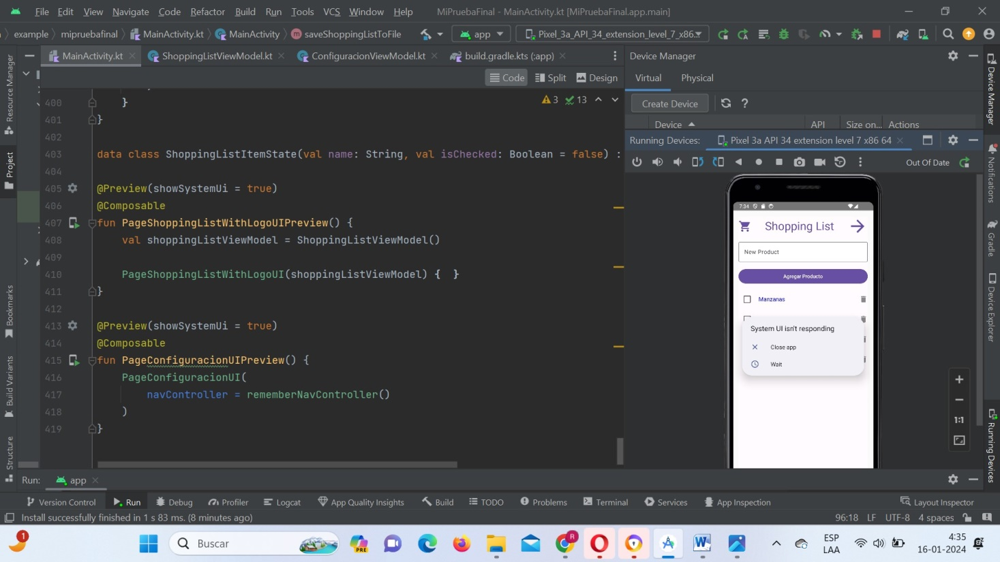 File Edit View Navigate Code Refactor Build Run Tools VCS Window Help MiPruebaFinal - MainActivity.kt [MiPruebaFinal.app.main]
example mipruebafinal MainActivity.kt MainActivity saveShoppingListToFile app Pixel_3a_API_34_extension_level_7_x86
MainActivity.kt ShoppingListViewModel.kt ConfiguracionViewModel.kt build.gradle.kts (:app)
Code Split Design
3 13
400 }
401 }
402
403 data class ShoppingListItemState(val name: String, val isChecked: Boolean = false) :
404
405 @Preview(showSystemUi = true)
406 @Composable
407 fun PageShoppingListWithLogoUIPreview() {
408 val shoppingListViewModel = ShoppingListViewModel()
409
410 PageShoppingListWithLogoUI(shoppingListViewModel) { }
411 }
412
413 @Preview(showSystemUi = true)
414 @Composable
415 fun PageConfiguracionUIPreview() {
416 PageConfiguracionUI(
417 navController = rememberNavController()
418 )
419 }
Resource Manager
Project
Bookmarks
Build Variants
Structure
Device Manager
Virtual Physical
Create Device ?
Device API Size on... Actions
Running Devices: Pixel 3a API 34 extension level 7 x86 64
Out Of Date
7:34
Shopping List
New Product
Agregar Producto
Manzanas
System UI isn't responding
Close app
Wait
1:1
Device Manager
Notifications
Gradle
Device Explorer
Running Devices
Run: app
Version Control Run Debug Profiler Logcat App Quality Insights Build TODO Problems Terminal Services App Inspection Layout Inspector
Install successfully finished in 1 s 83 ms. (8 minutes ago) 96:18 LF UTF-8 4 spaces
1 Buscar PRE R ESP
LAA
4:35
16-01-2024